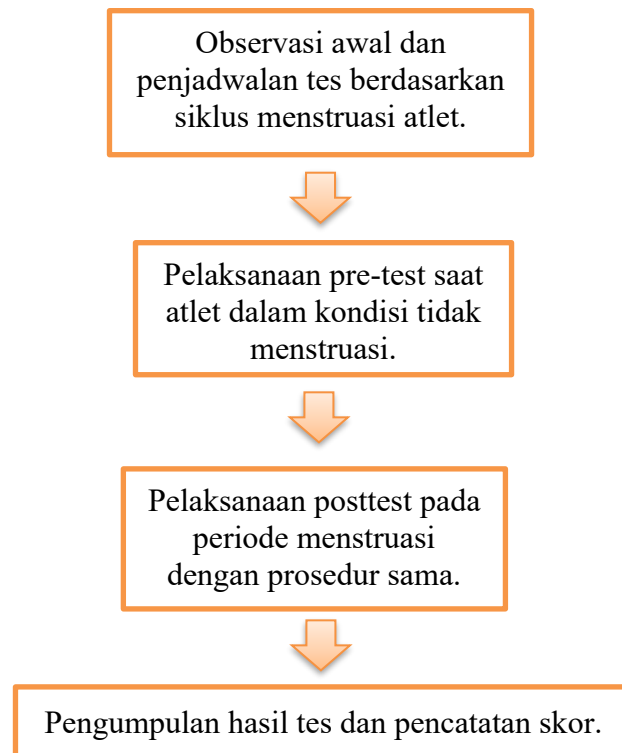 Observasi awal dan
penjadwalan tes berdasarkan
siklus menstruasi atlet.
Pelaksanaan pre-test saat
atlet dalam kondisi tidak
menstruasi.
Pelaksanaan posttest pada
periode menstruasi
dengan prosedur sama.
Pengumpulan hasil tes dan pencatatan skor.